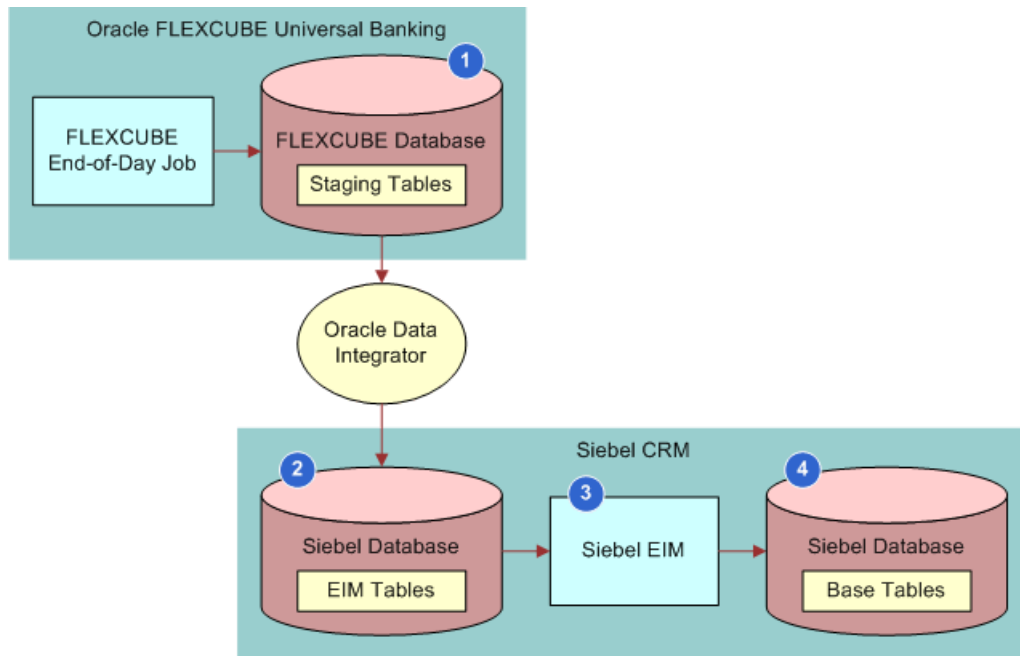 Oracle FLEXCUBE Universal Banking
1
FLEXCUBE
End-of-Day Job
FLEXCUBE Database
Staging Tables
Oracle Data
Integrator
Siebel CRM
2
Siebel Database
EIM Tables
3
Siebel EIM
4
Siebel Database
Base Tables